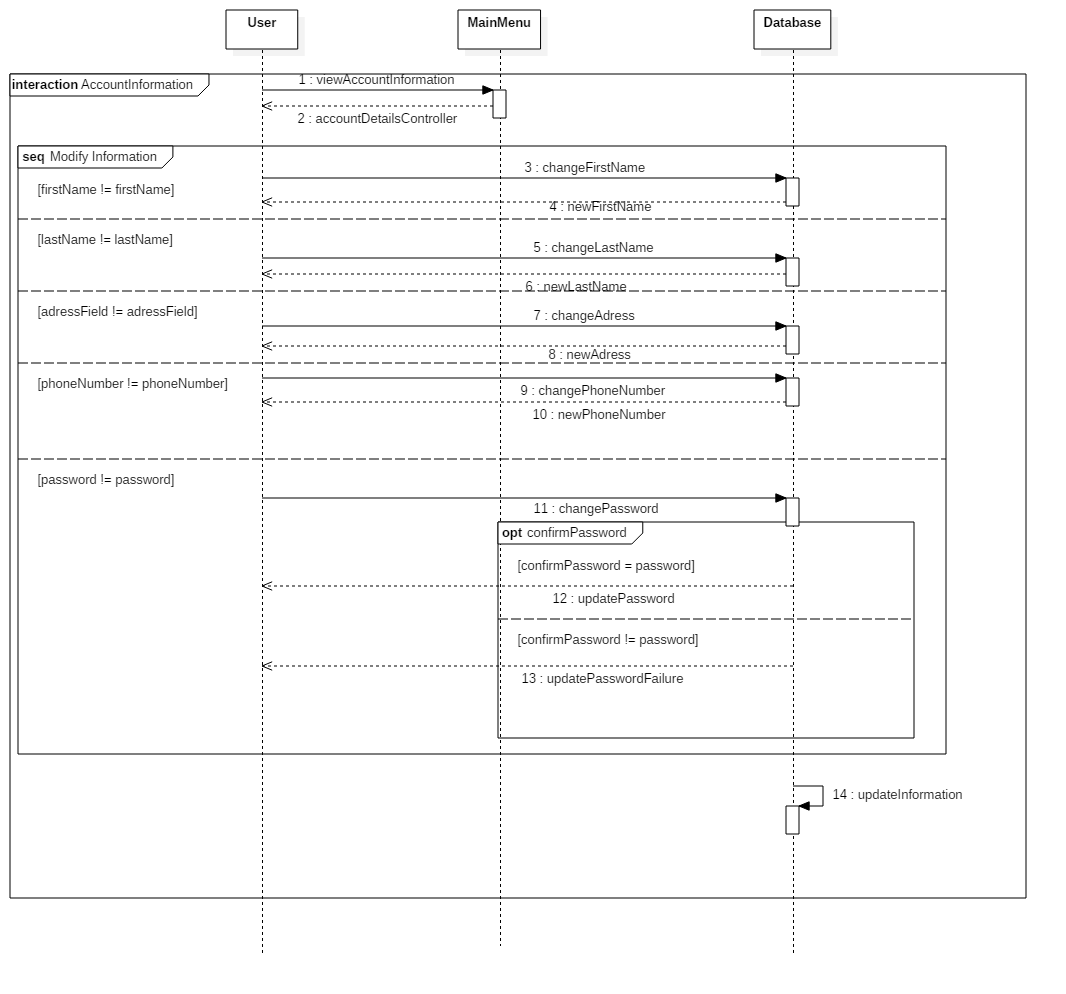 User
MainMenu
Database
interaction AccountInformation
1 : viewAccountInformation
2 : accountDetailsController
seq Modify Information
3 : changeFirstName
[firstName != firstName]
4 : newFirstName
[lastName != lastName]
5 : changeLastName
6 : newLastName
[adressField != adressField]
7 : changeAdress
8 : newAdress
[phoneNumber != phoneNumber]
9 : changePhoneNumber
10 : newPhoneNumber
[password != password]
11 : changePassword
opt confirmPassword
[confirmPassword = password]
12 : updatePassword
[confirmPassword != password]
13 : updatePasswordFailure
14 : updateInformation